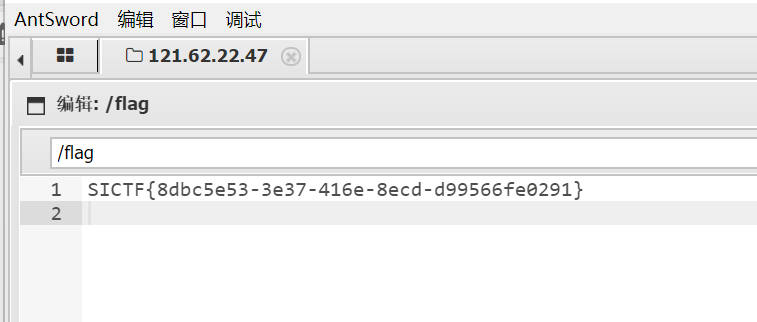 AntSword 编辑 窗口 调试
121.62.22.47
编辑: /flag
/flag
1 SICTF{8dbc5e53-3e37-416e-8ecd-d99566fe0291}
2